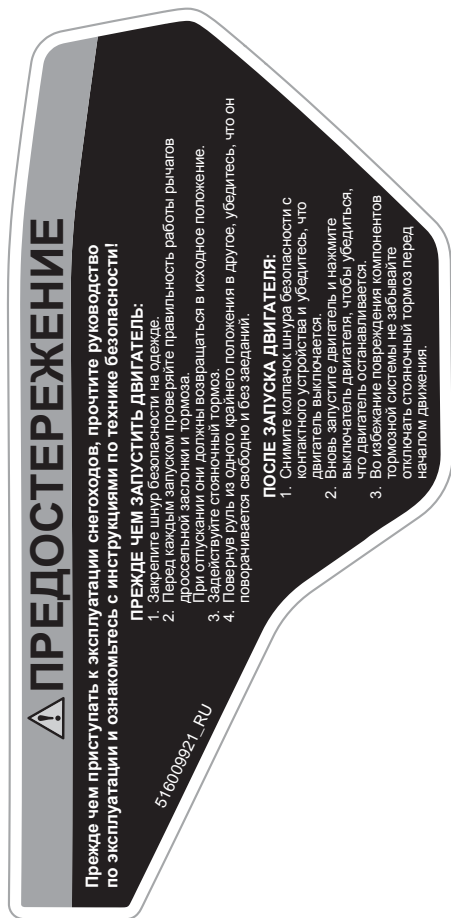 ПРЕДОСТЕРЕЖЕНИЕ
Прежде чем приступать к эксплуатации снегоходов, прочтите руководство
по эксплуатации и ознакомьтесь с инструкциями по технике безопасности!
ПРЕЖДЕ ЧЕМ ЗАПУСТИТЬ ДВИГАТЕЛЬ:
1. Закрепите шнур безопасности на одежде.
2. Перед каждым запуском проверяйте правильность работы рычагов
дроссельной заслонки и тормоза.
При отпускании они должны возвращаться в исходное положение.
3. Задействуйте стояночный тормоз.
4. Повернув руль из одного крайнего положения в другое, убедитесь, что он
поворачивается свободно и без заеданий.
ПОСЛЕ ЗАПУСКА ДВИГАТЕЛЯ:
1. Снимите колпачок шнура безопасности с
контактного устройства и убедитесь, что
двигатель выключается.
2. Вновь запустите двигатель и нажмите
выключатель двигателя, чтобы убедиться,
что двигатель останавливается.
3. Во избежание повреждения компонентов
тормозной системы не забывайте
отключать стояночный тормоз перед
началом движения.
516009921_RU